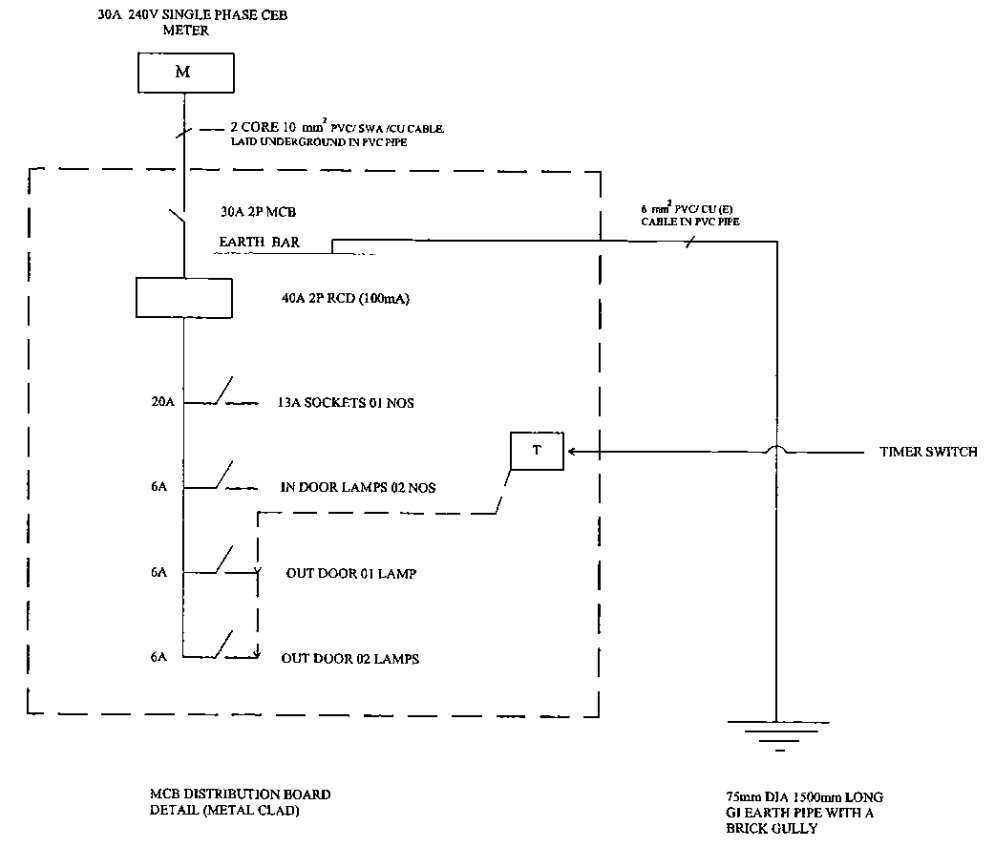 30A 240V SINGLE PHASE CEB
METER
M
2 CORE 10 mm² PVC/ SWA /CU CABLE
LAID UNDERGROUND IN PVC PIPE
30A 2P MCB
6 mm² PVC/ CU (E)
CABLE IN PVC PIPE
EARTH BAR
40A 2P RCD (100mA)
20A
13A SOCKETS 01 NOS
T
TIMER SWITCH
6A
IN DOOR LAMPS 02 NOS
6A
OUT DOOR 01 LAMP
6A
OUT DOOR 02 LAMPS
MCB DISTRIBUTION BOARD
DETAIL (METAL CLAD)
75mm DIA 1500mm LONG
GI EARTH PIPE WITH A
BRICK GULLY